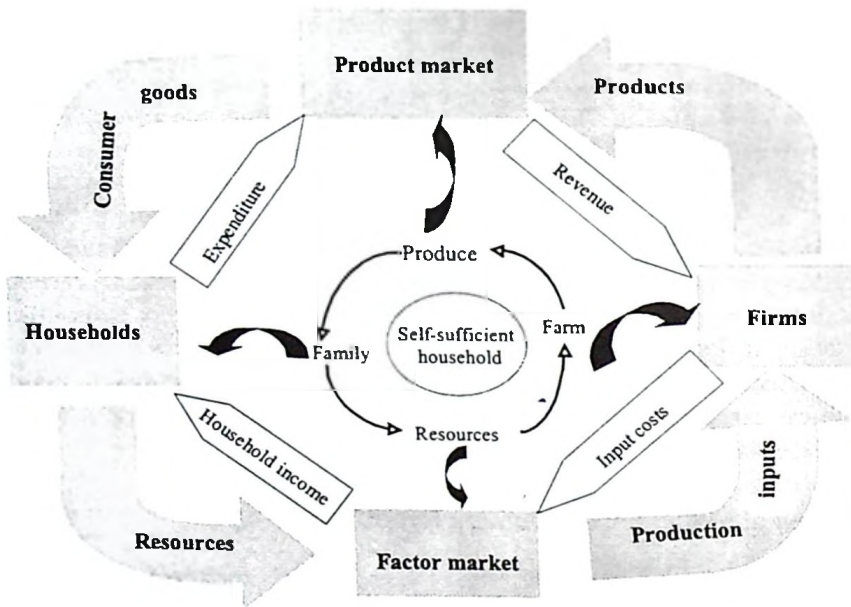 Product market
goods
Products
Consumer
Expenditure
Revenue
Produce
Households
Self-sufficient
household
Farm
Firms
Family
Household income
Resources
Input costs
inputs
Resources
Factor market
Production